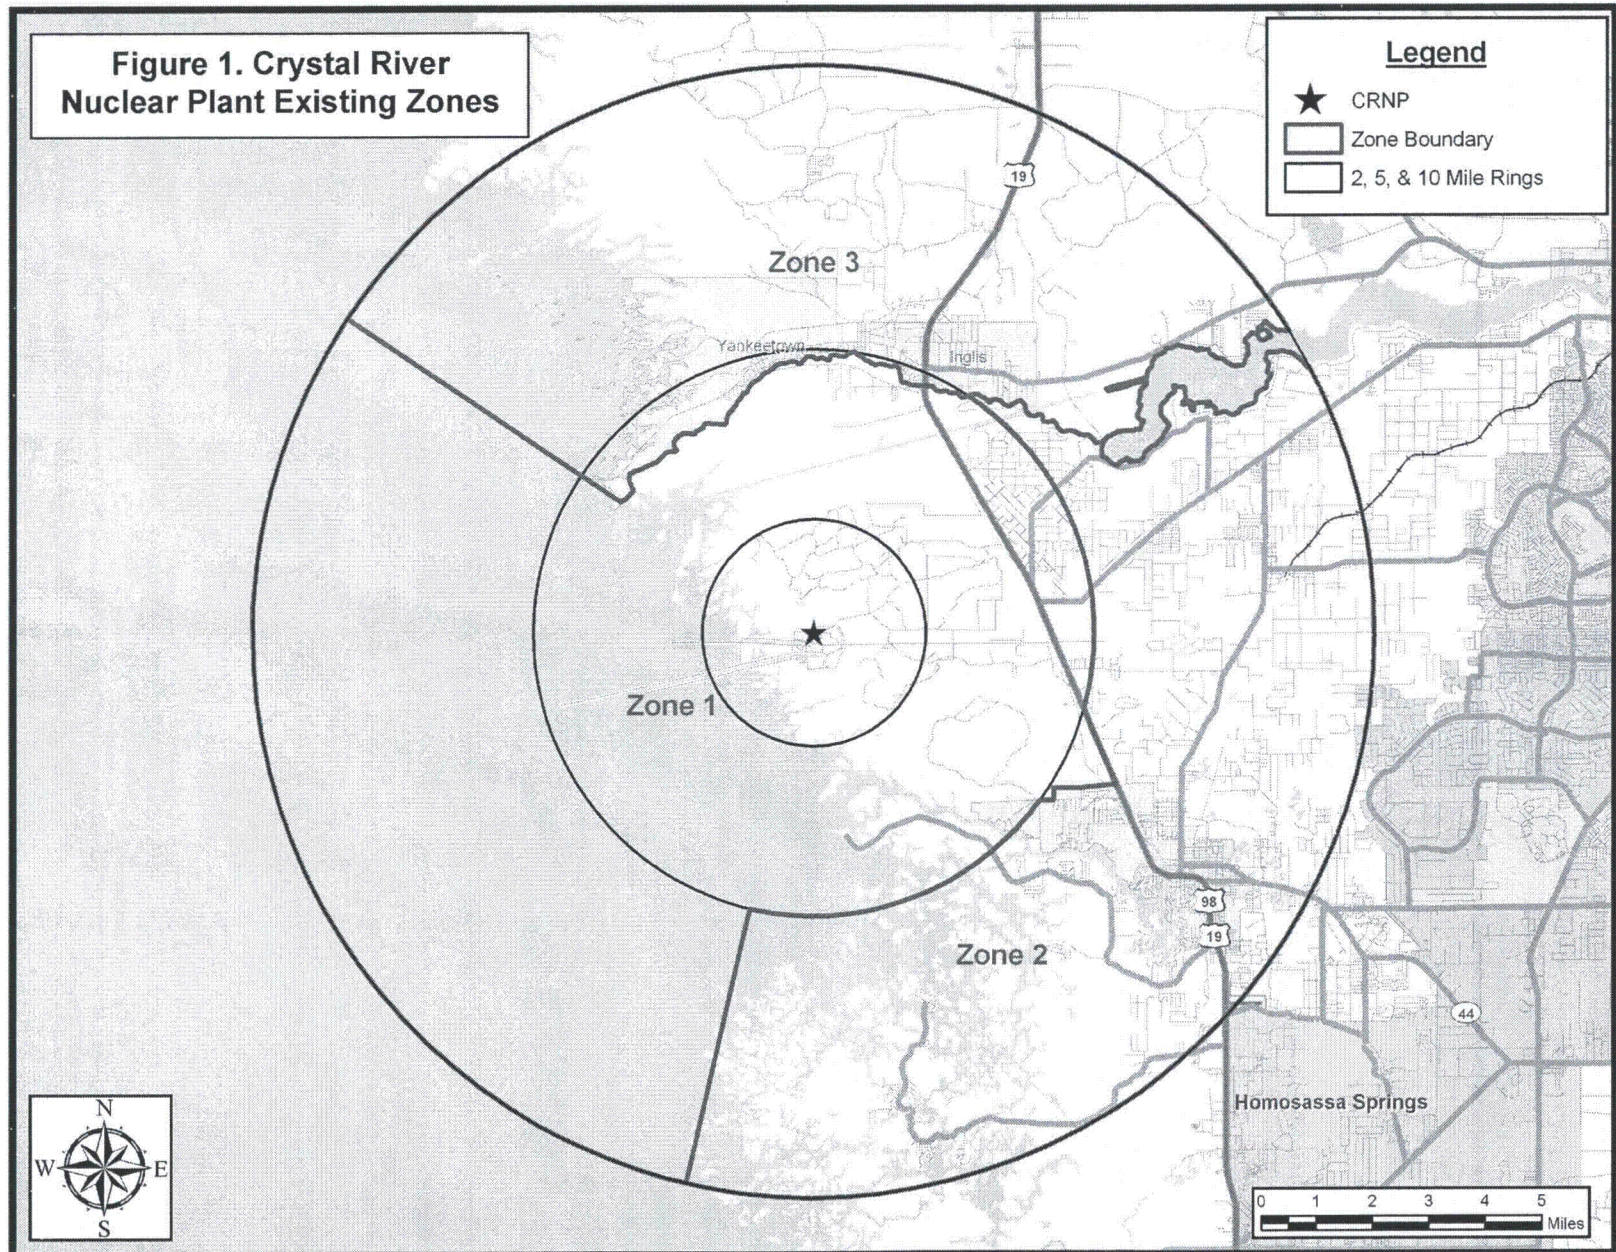 Figure 1. Crystal River
Nuclear Plant Existing Zones
Legend
CRNP
Zone Boundary
2, 5, & 10 Mile Rings
19
Zone 3
Yankeetown
Inglis
Zone 1
98
19
Zone 2
44
Homosassa Springs
N
W E
S
0 1 2 3 4 5
Miles